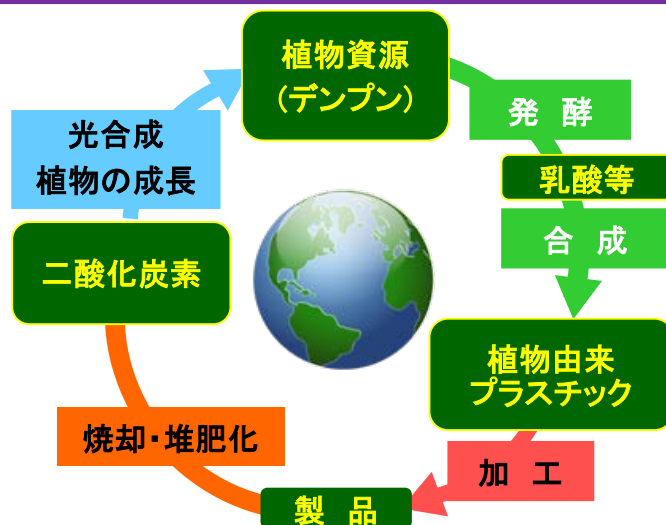 植物資源
(デンプン)
発 酵
乳酸等
合 成
植物由来
プラスチック
加 工
製 品
焼却・堆肥化
二酸化炭素
光合成
植物の成長